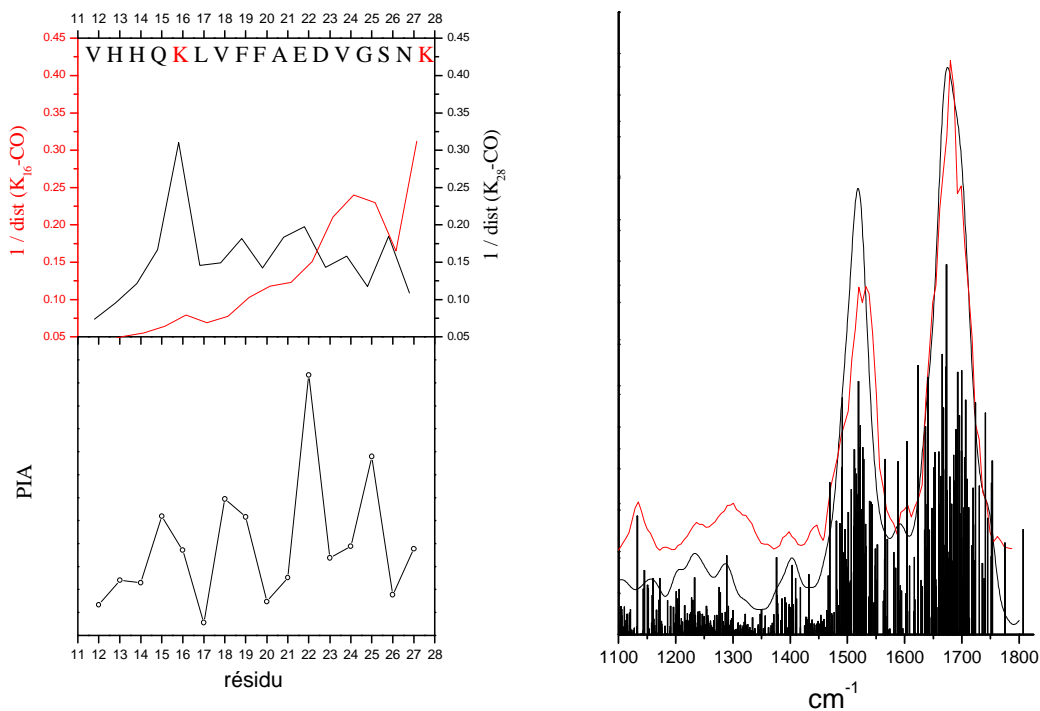 11 12 13 14 15 16 17 18 19 20 21 22 23 24 25 26 27 28
V H H Q K L V F F A E D V G S N K
0.45
0.40
0.35
0.30
0.25
0.20
0.15
0.10
0.05
1 / dist (K16-CO)
0.45
0.40
0.35
0.30
0.25
0.20
0.15
0.10
0.05
1 / dist (K28-CO)
PIA
11 12 13 14 15 16 17 18 19 20 21 22 23 24 25 26 27 28
résidu
1100 1200 1300 1400 1500 1600 1700 1800
cm-1